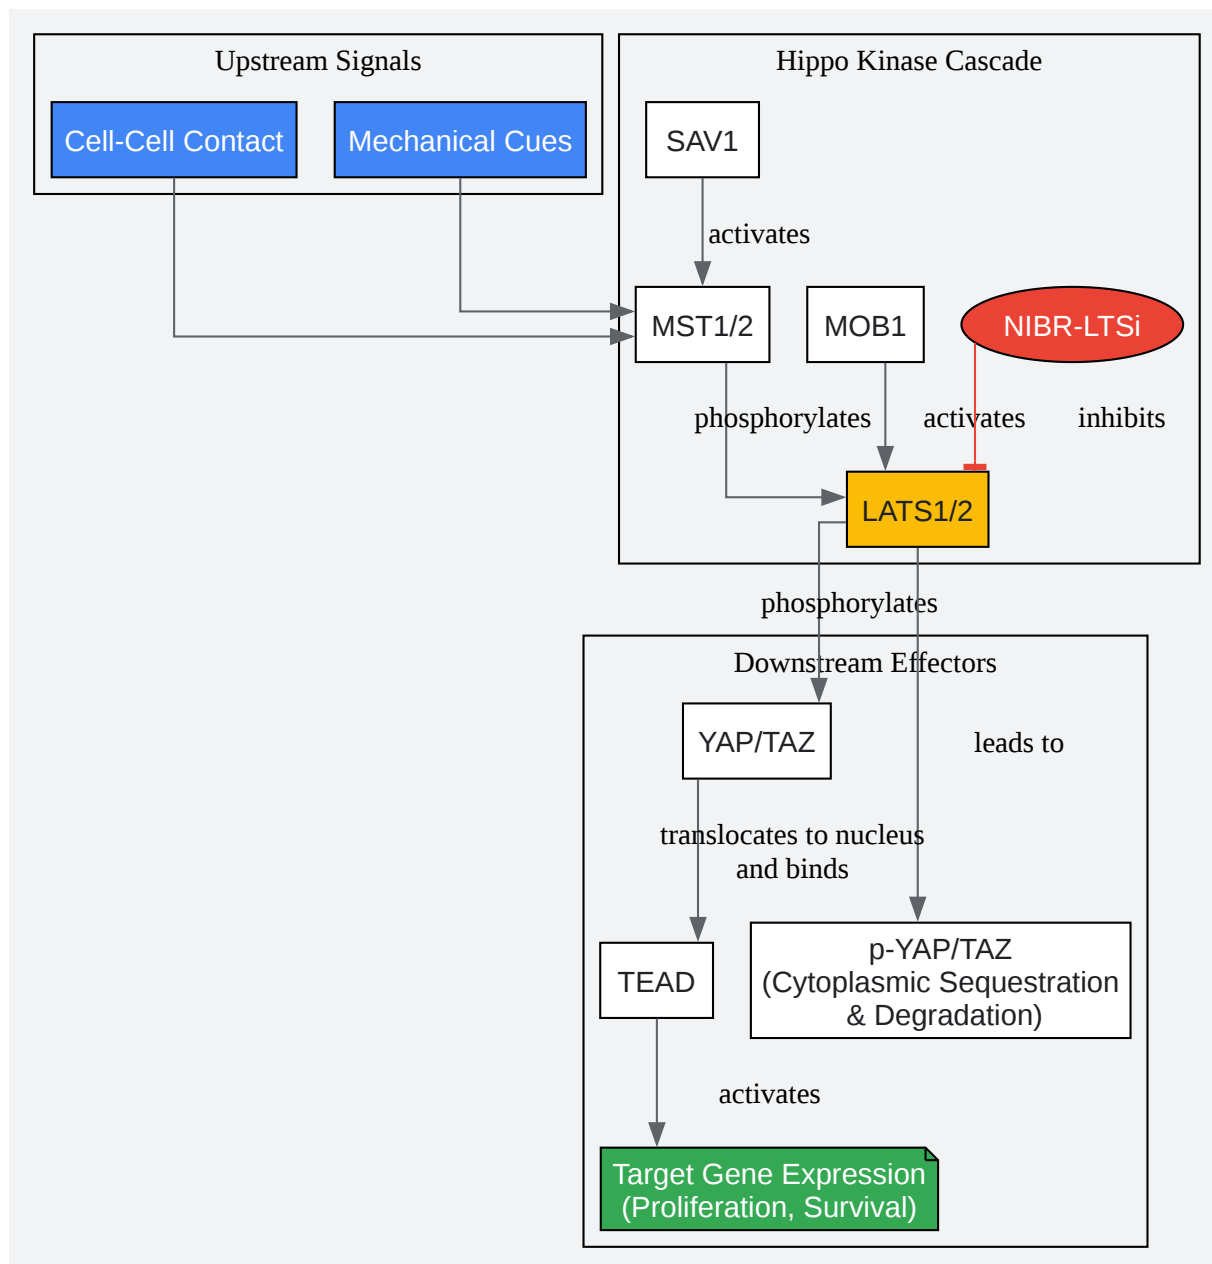 Upstream Signals
Hippo Kinase Cascade
Cell-Cell Contact
Mechanical Cues
SAV1
activates
MST1/2
MOB1
NIBR-LTSi
phosphorylates
activates
inhibits
LATS1/2
phosphorylates
Downstream Effectors
YAP/TAZ
leads to
translocates to nucleus
and binds
TEAD
p-YAP/TAZ
(Cytoplasmic Sequestration
& Degradation)
activates
Target Gene Expression
(Proliferation, Survival)